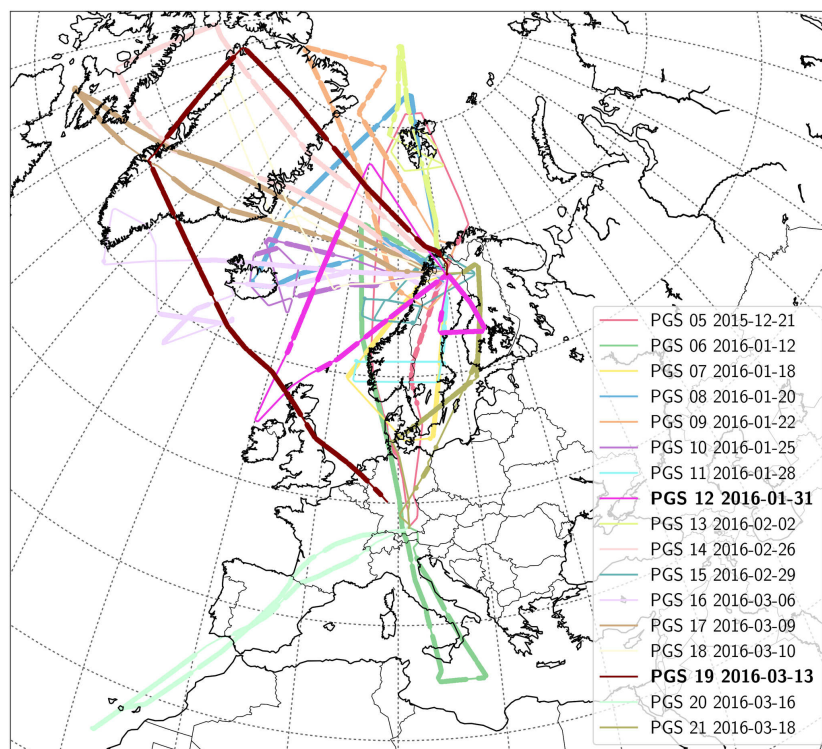 PGS 05 2015-12-21
PGS 06 2016-01-12
PGS 07 2016-01-18
PGS 08 2016-01-20
PGS 09 2016-01-22
PGS 10 2016-01-25
PGS 11 2016-01-28
PGS 12 2016-01-31
PGS 13 2016-02-02
PGS 14 2016-02-26
PGS 15 2016-02-29
PGS 16 2016-03-06
PGS 17 2016-03-09
PGS 18 2016-03-10
PGS 19 2016-03-13
PGS 20 2016-03-16
PGS 21 2016-03-18